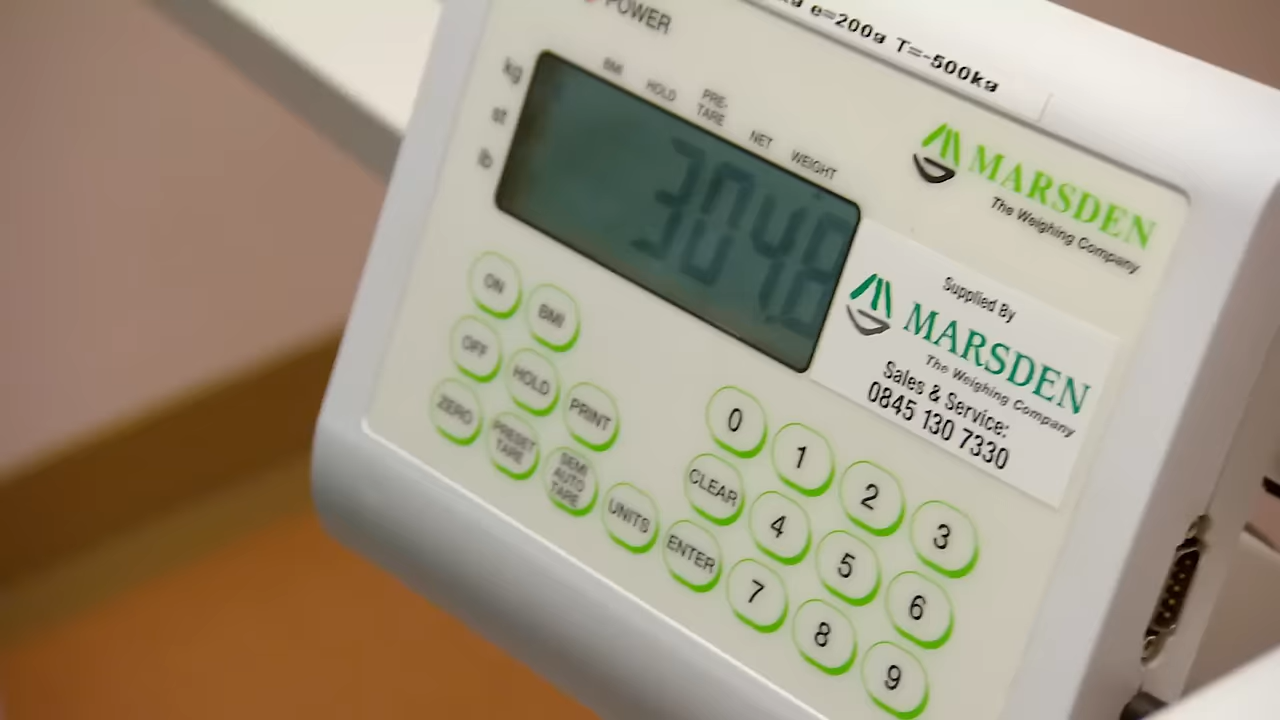 POWER
e=200g T=-500kg
kg
st
lb
BMI
HOLD
PRE-
TARE
NET
WEIGHT
304.8
MARSDEN
The Weighing Company
Supplied By
MARSDEN
The Weighing Company
Sales & Service:
0845 130 7330
ON
BMI
OFF
HOLD
PRINT
ZERO
PRESET
TARE
SEMI
AUTO
TARE
UNITS
0
1
2
3
CLEAR
4
5
6
ENTER
7
8
9